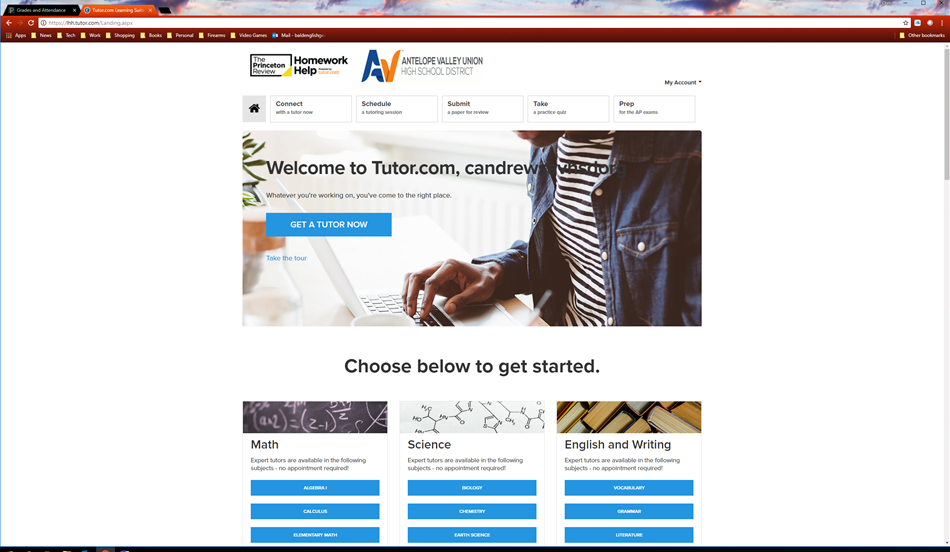 Grades and Attendance
Tutor.com Learning Suite
https://lhh.tutor.com/Landing.aspx
Apps News Tech Work Shopping Books Personal Firearms Video Games Mail - Other bookmarks
The Princeton Review
Homework Help
tutor.com
AV ANTELOPE VALLEY UNION
HIGH SCHOOL DISTRICT
My Account
Connect
with a tutor now
Schedule
a tutoring session
Submit
a paper for review
Take
a practice quiz
Prep
for the AP exams
Welcome to Tutor.com,
Whatever you're working on, you've come to the right place.
GET A TUTOR NOW
Take the tour
Choose below to get started.
Math
Expert tutors are available in the following
subjects - no appointment required!
ALGEBRA I
CALCULUS
ELEMENTARY MATH
Science
Expert tutors are available in the following
subjects - no appointment required!
BIOLOGY
CHEMISTRY
EARTH SCIENCE
English and Writing
Expert tutors are available in the following
subjects - no appointment required!
VOCABULARY
GRAMMAR
LITERATURE